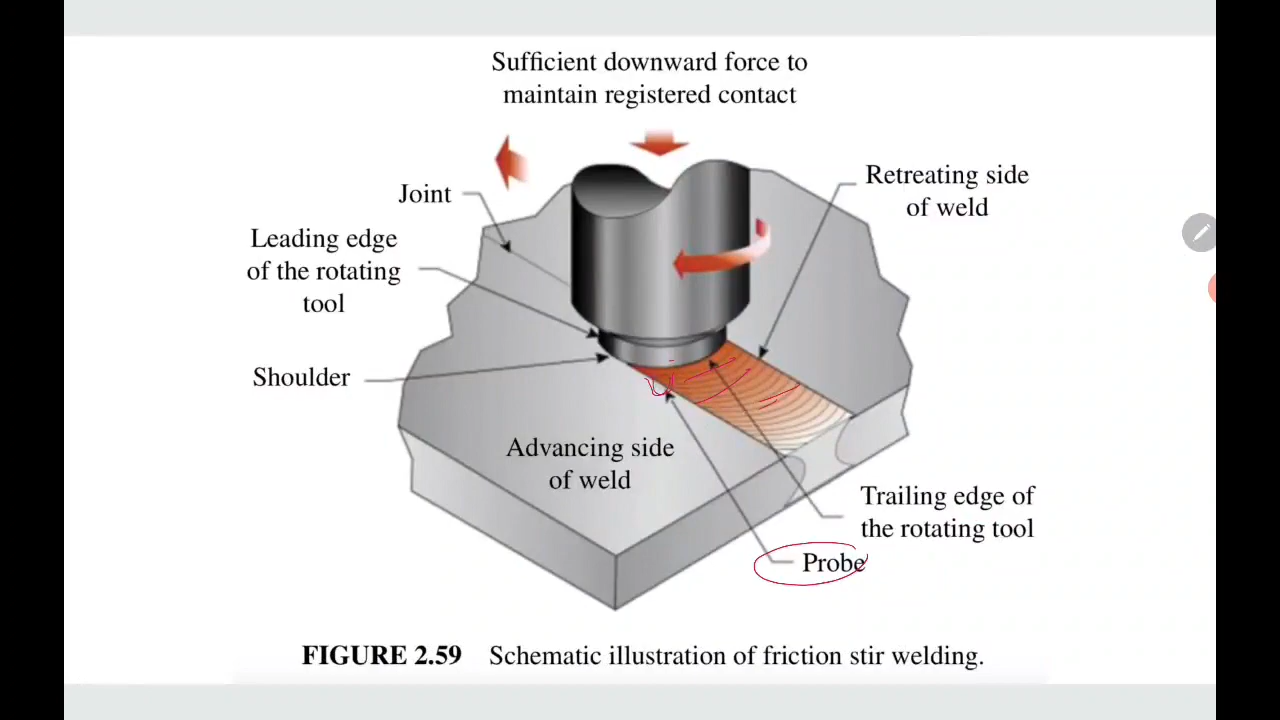 Sufficient downward force to
maintain registered contact
Retreating side
of weld
Joint
Leading edge
of the rotating
tool
Shoulder
Advancing side
of weld
Trailing edge of
the rotating tool
Probe
FIGURE 2.59 Schematic illustration of friction stir welding.